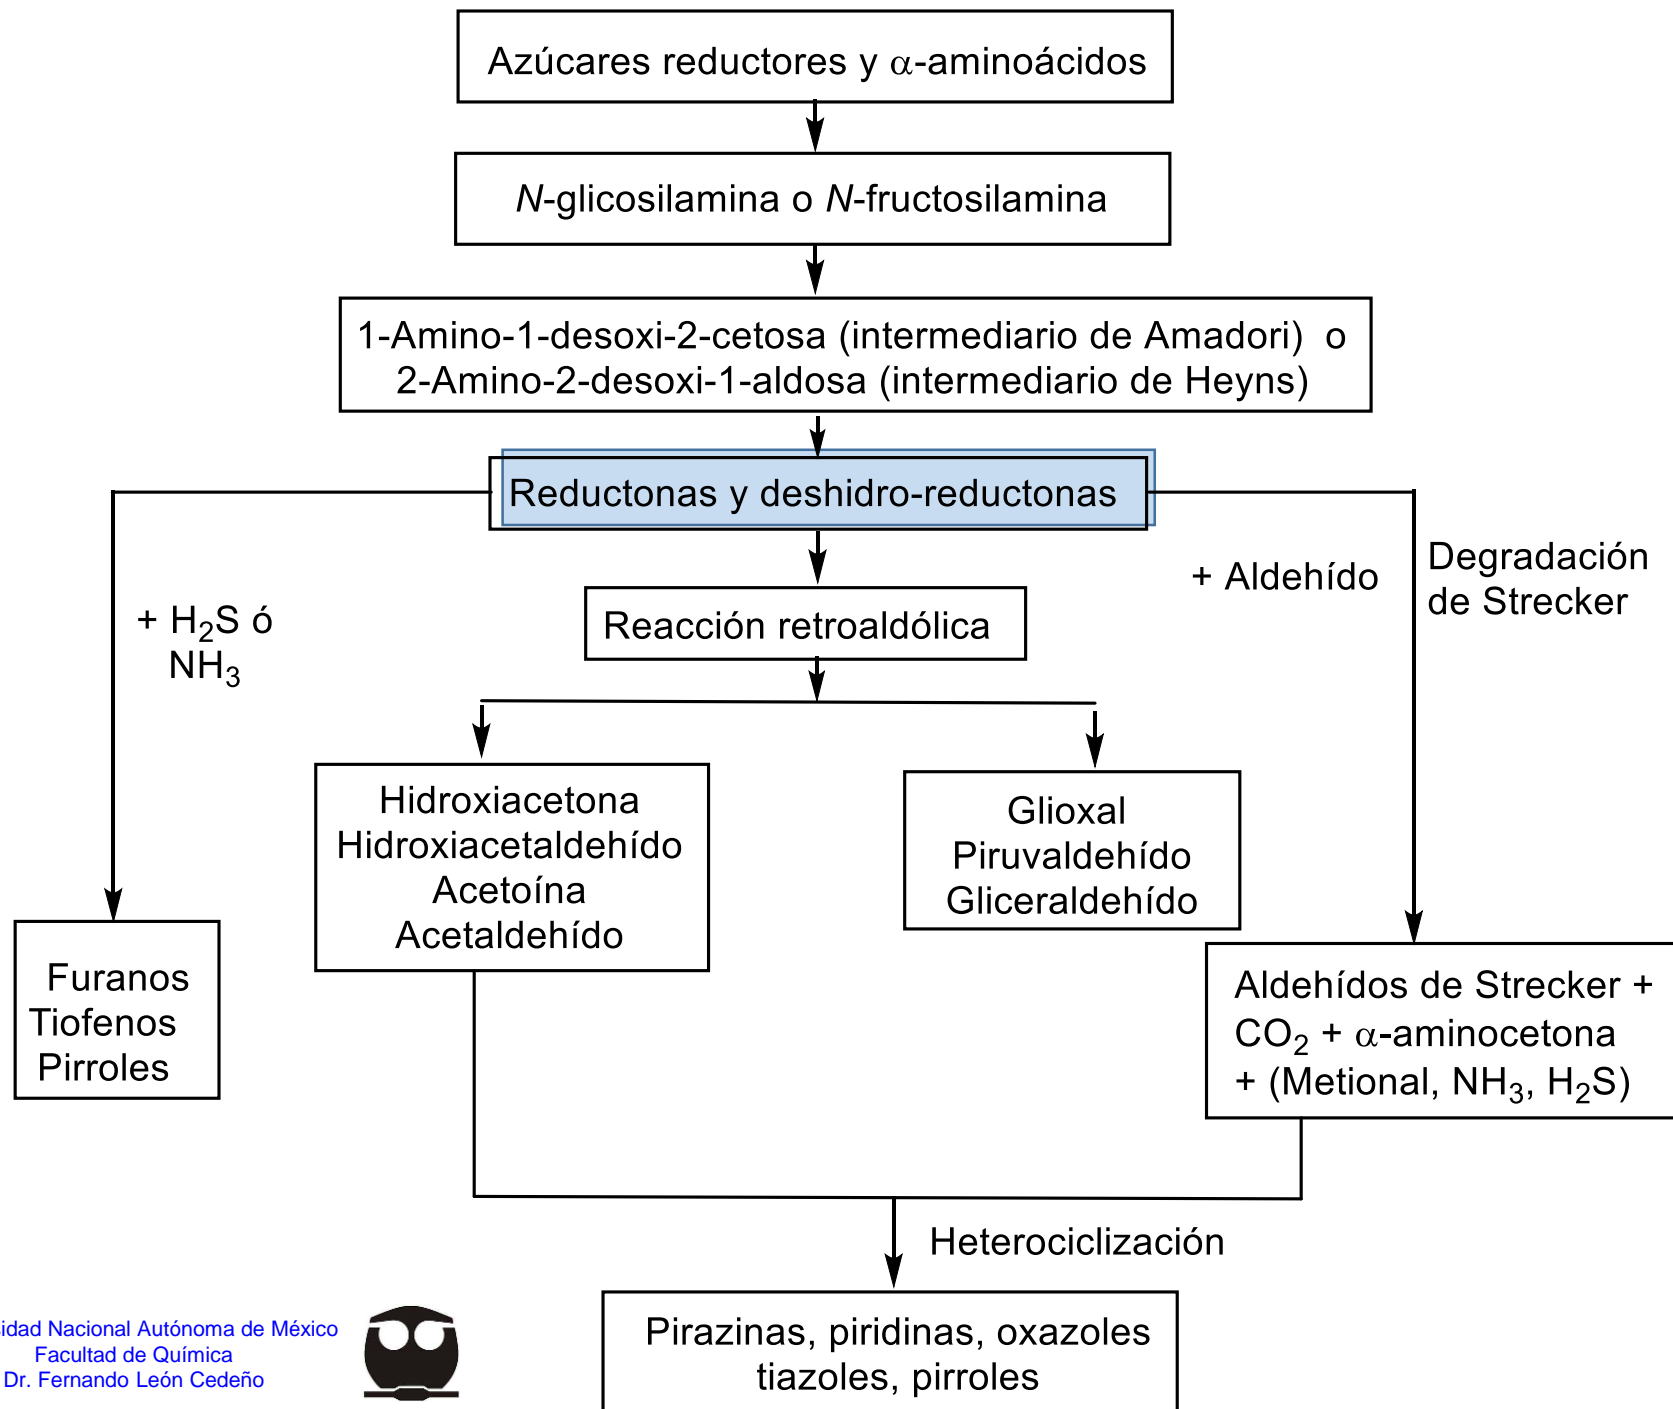 Azúcares reductores y α-aminoácidos
N-glicosilamina o N-fructosilamina
1-Amino-1-desoxi-2-cetosa (intermediario de Amadori) o
2-Amino-2-desoxi-1-aldosa (intermediario de Heyns)
Reductonas y deshidro-reductonas
+ H₂S ó
NH₃
Reacción retroaldólica
+ Aldehído
Degradación
de Strecker
Hidroxiacetona
Hidroxiacetaldehído
Acetoína
Acetaldehído
Glioxal
Piruvaldehído
Gliceraldehído
Furanos
Tiofenos
Pirroles
Aldehídos de Strecker +
CO₂ + α-aminocetona
+ (Metional, NH₃, H₂S)
Heterociclización
Pirazinas, piridinas, oxazoles
tiazoles, pirroles
sidad Nacional Autónoma de México
Facultad de Química
Dr. Fernando León Cedeño